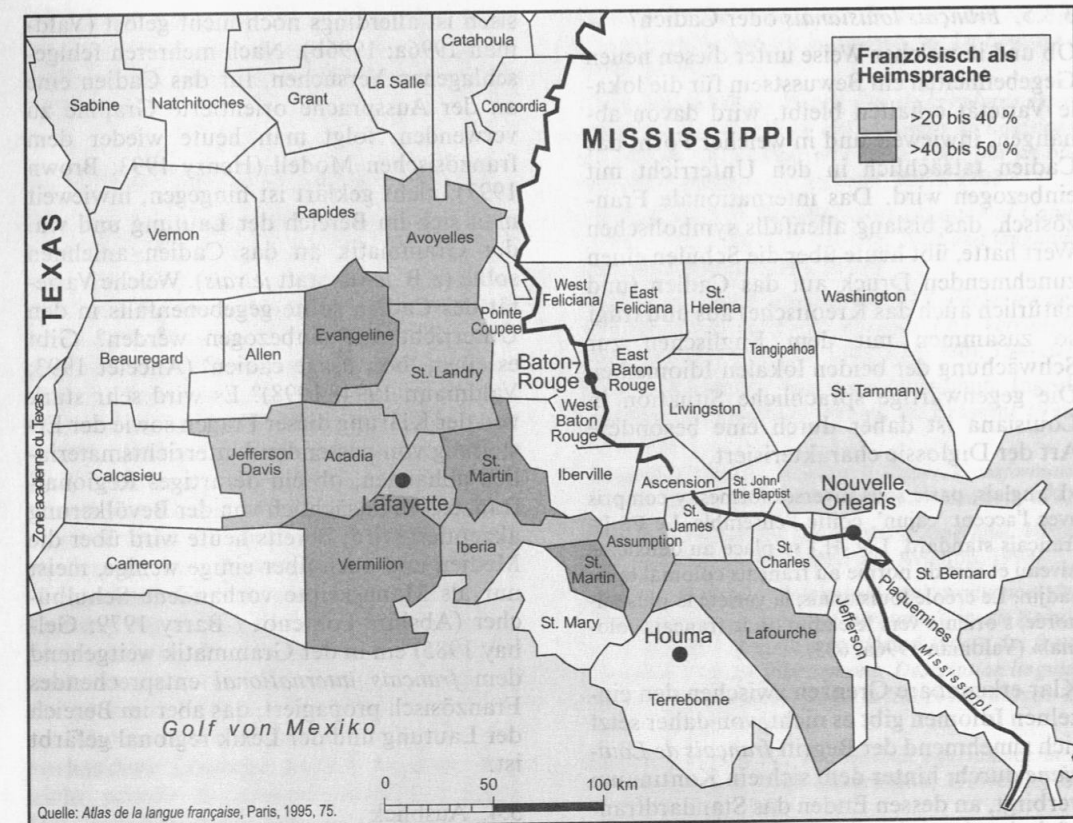 Catahoula
Französisch als
Heimsprache
>20 bis 40 %
>40 bis 50 %
La Salle
Sabine
Natchitoches
Grant
Concordia
MISSISSIPPI
TEXAS
Rapides
Vernon
Avoyelles
West
Feliciana
East
Feliciana
St.
Helena
Washington
Pointe
Coupee
Evangeline
Beauregard
Allen
St. Landry
Baton
Rouge
East
Baton
Rouge
Tangipahoa
St. Tammany
Livingston
West
Baton
Rouge
Zone acadienne du Texas
Calcasieu
Jefferson
Davis
Acadia
Lafayette
St.
Martin
Iberville
Ascension
St. John
the Baptist
Nouvelle
Orléans
St.
James
Assumption
St.
Charles
Cameron
Vermilion
Iberia
St.
Martin
St. Bernard
Plaquemines
St. Mary
Houma
Lafourche
Jefferson
Mississippi
Terrebonne
Golf von Mexiko
0 50 100 km
Quelle: Atlas de la langue française, Paris, 1995, 75.